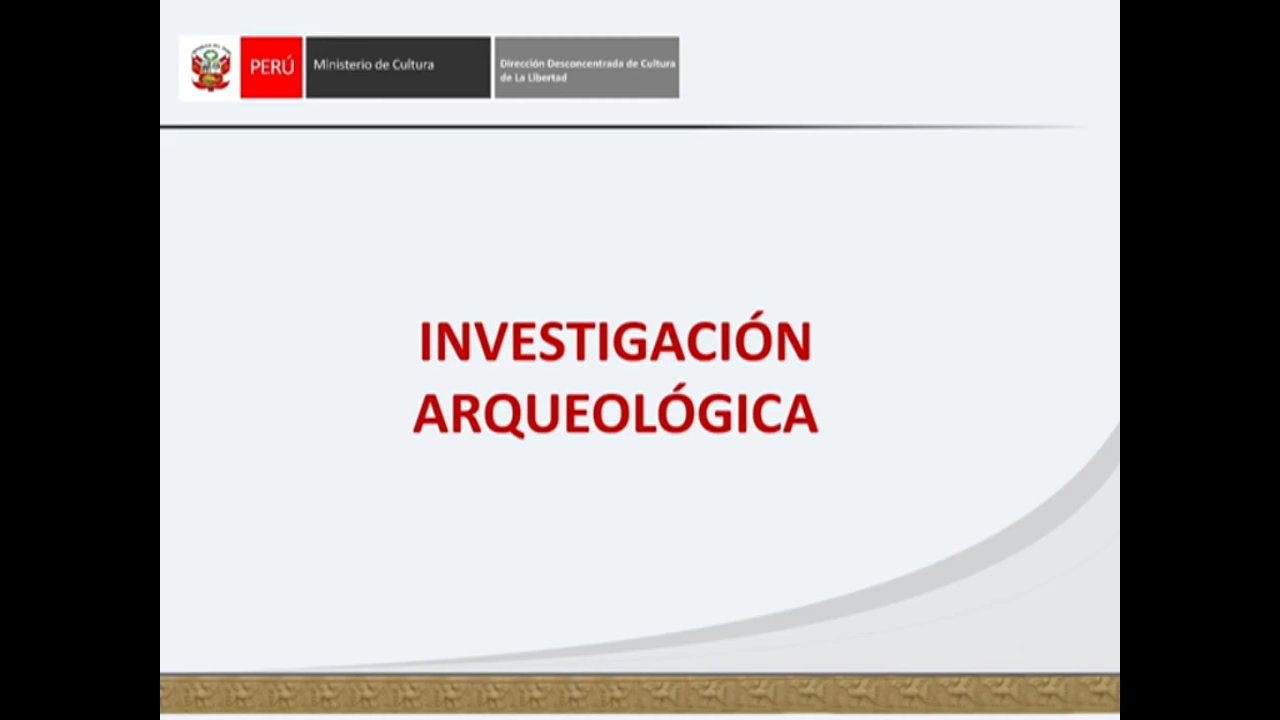 PERÚ
Ministerio de Cultura
Dirección Desconcentrada de Cultura
de La Libertad
INVESTIGACIÓN
ARQUEOLÓGICA